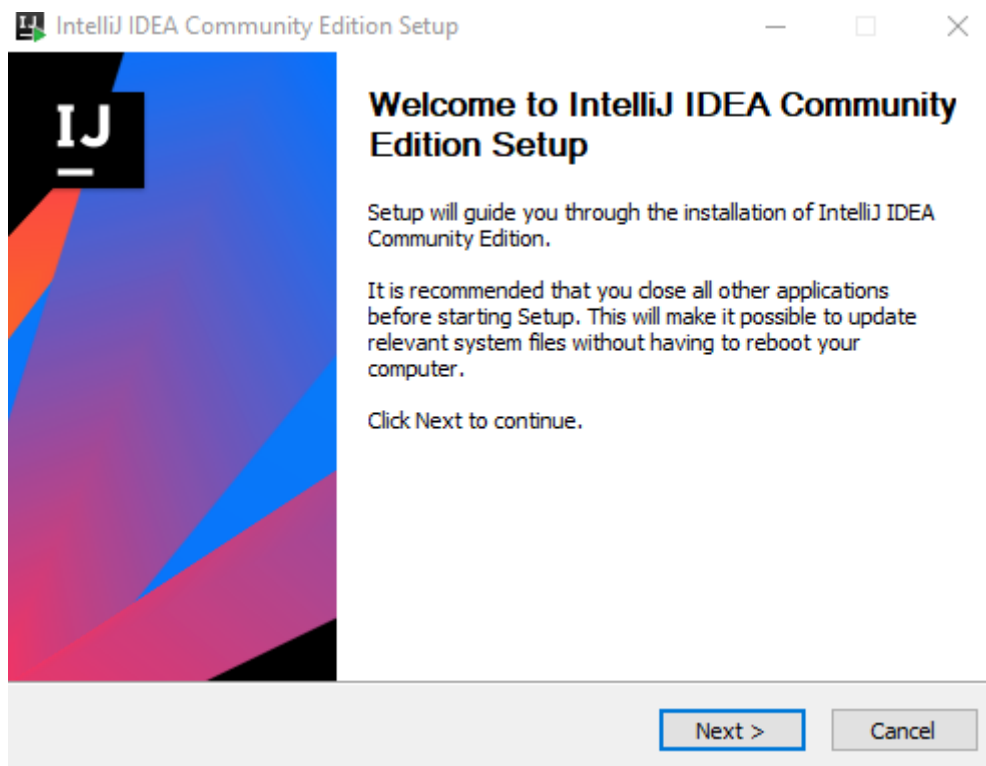 IntelliJ IDEA Community Edition Setup
IJ
Welcome to IntelliJ IDEA Community
Edition Setup
Setup will guide you through the installation of IntelliJ IDEA
Community Edition.
It is recommended that you close all other applications
before starting Setup. This will make it possible to update
relevant system files without having to reboot your
computer.
Click Next to continue.
Next >
Cancel